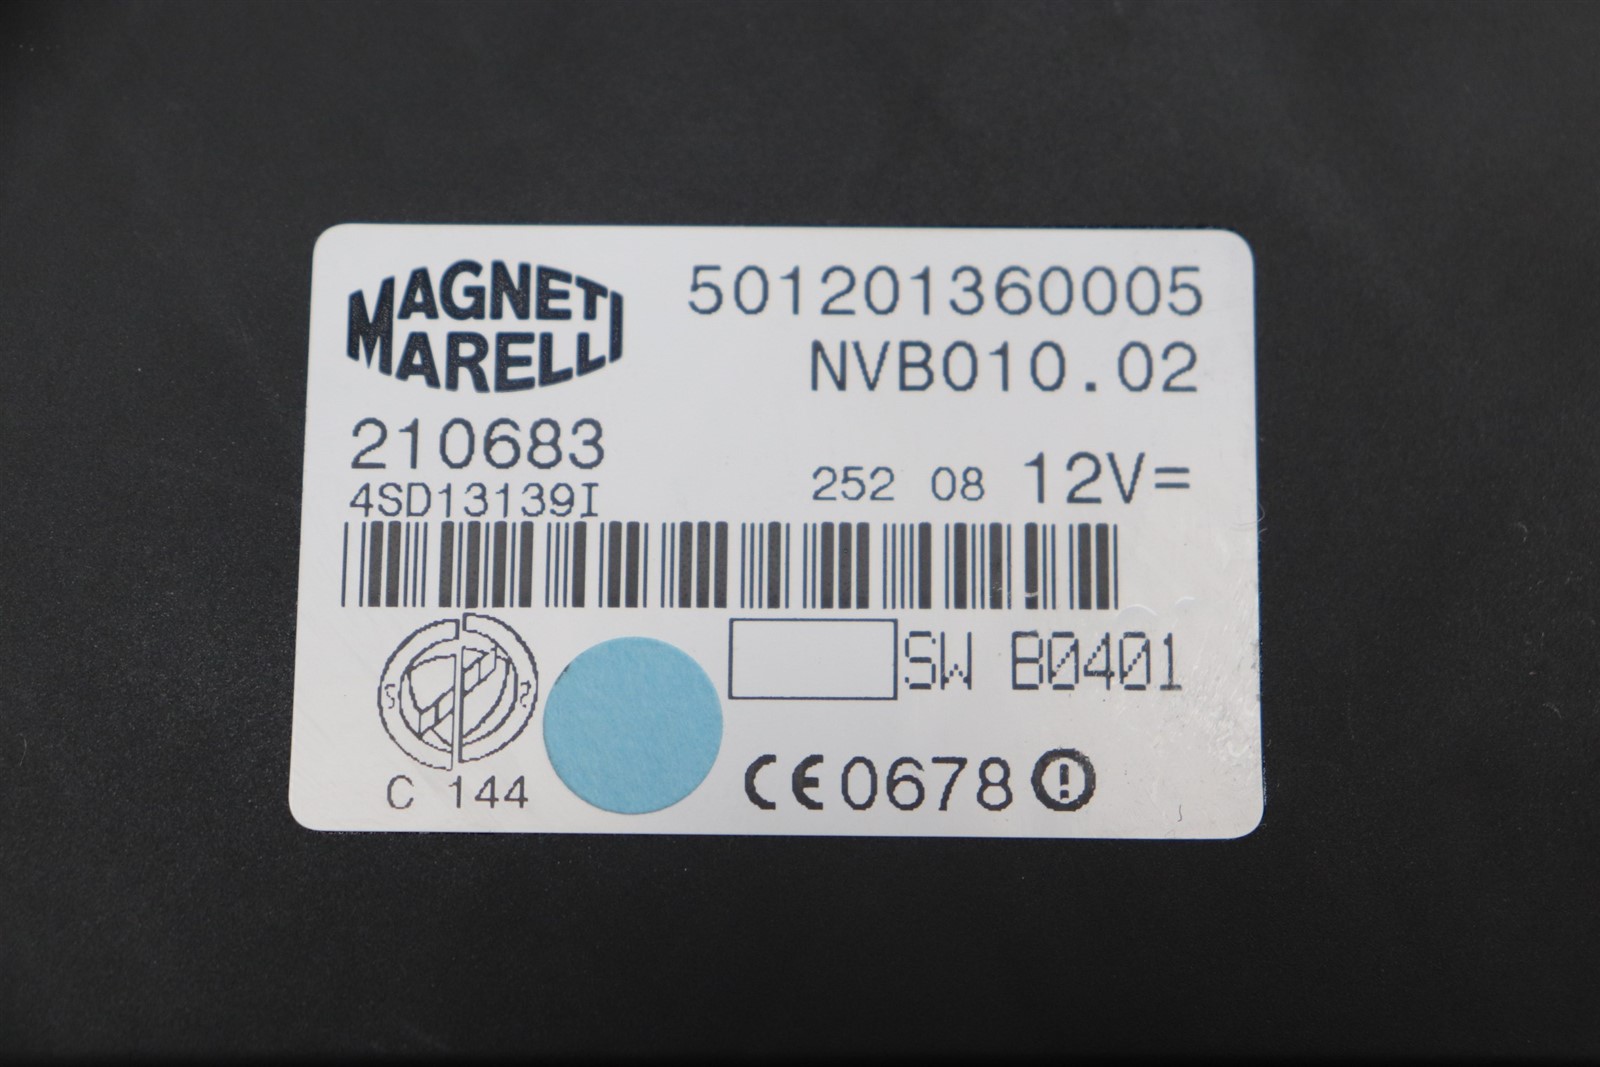 MAGNETI
MARELLI
501201360005
NVB010.02
210683
4SD13139I
252 08 12V=
SW B0401
S
C 144
CE0678